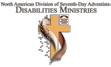 North American Division of Seventh-Day Adventists
DISABILITIES MINISTRIES